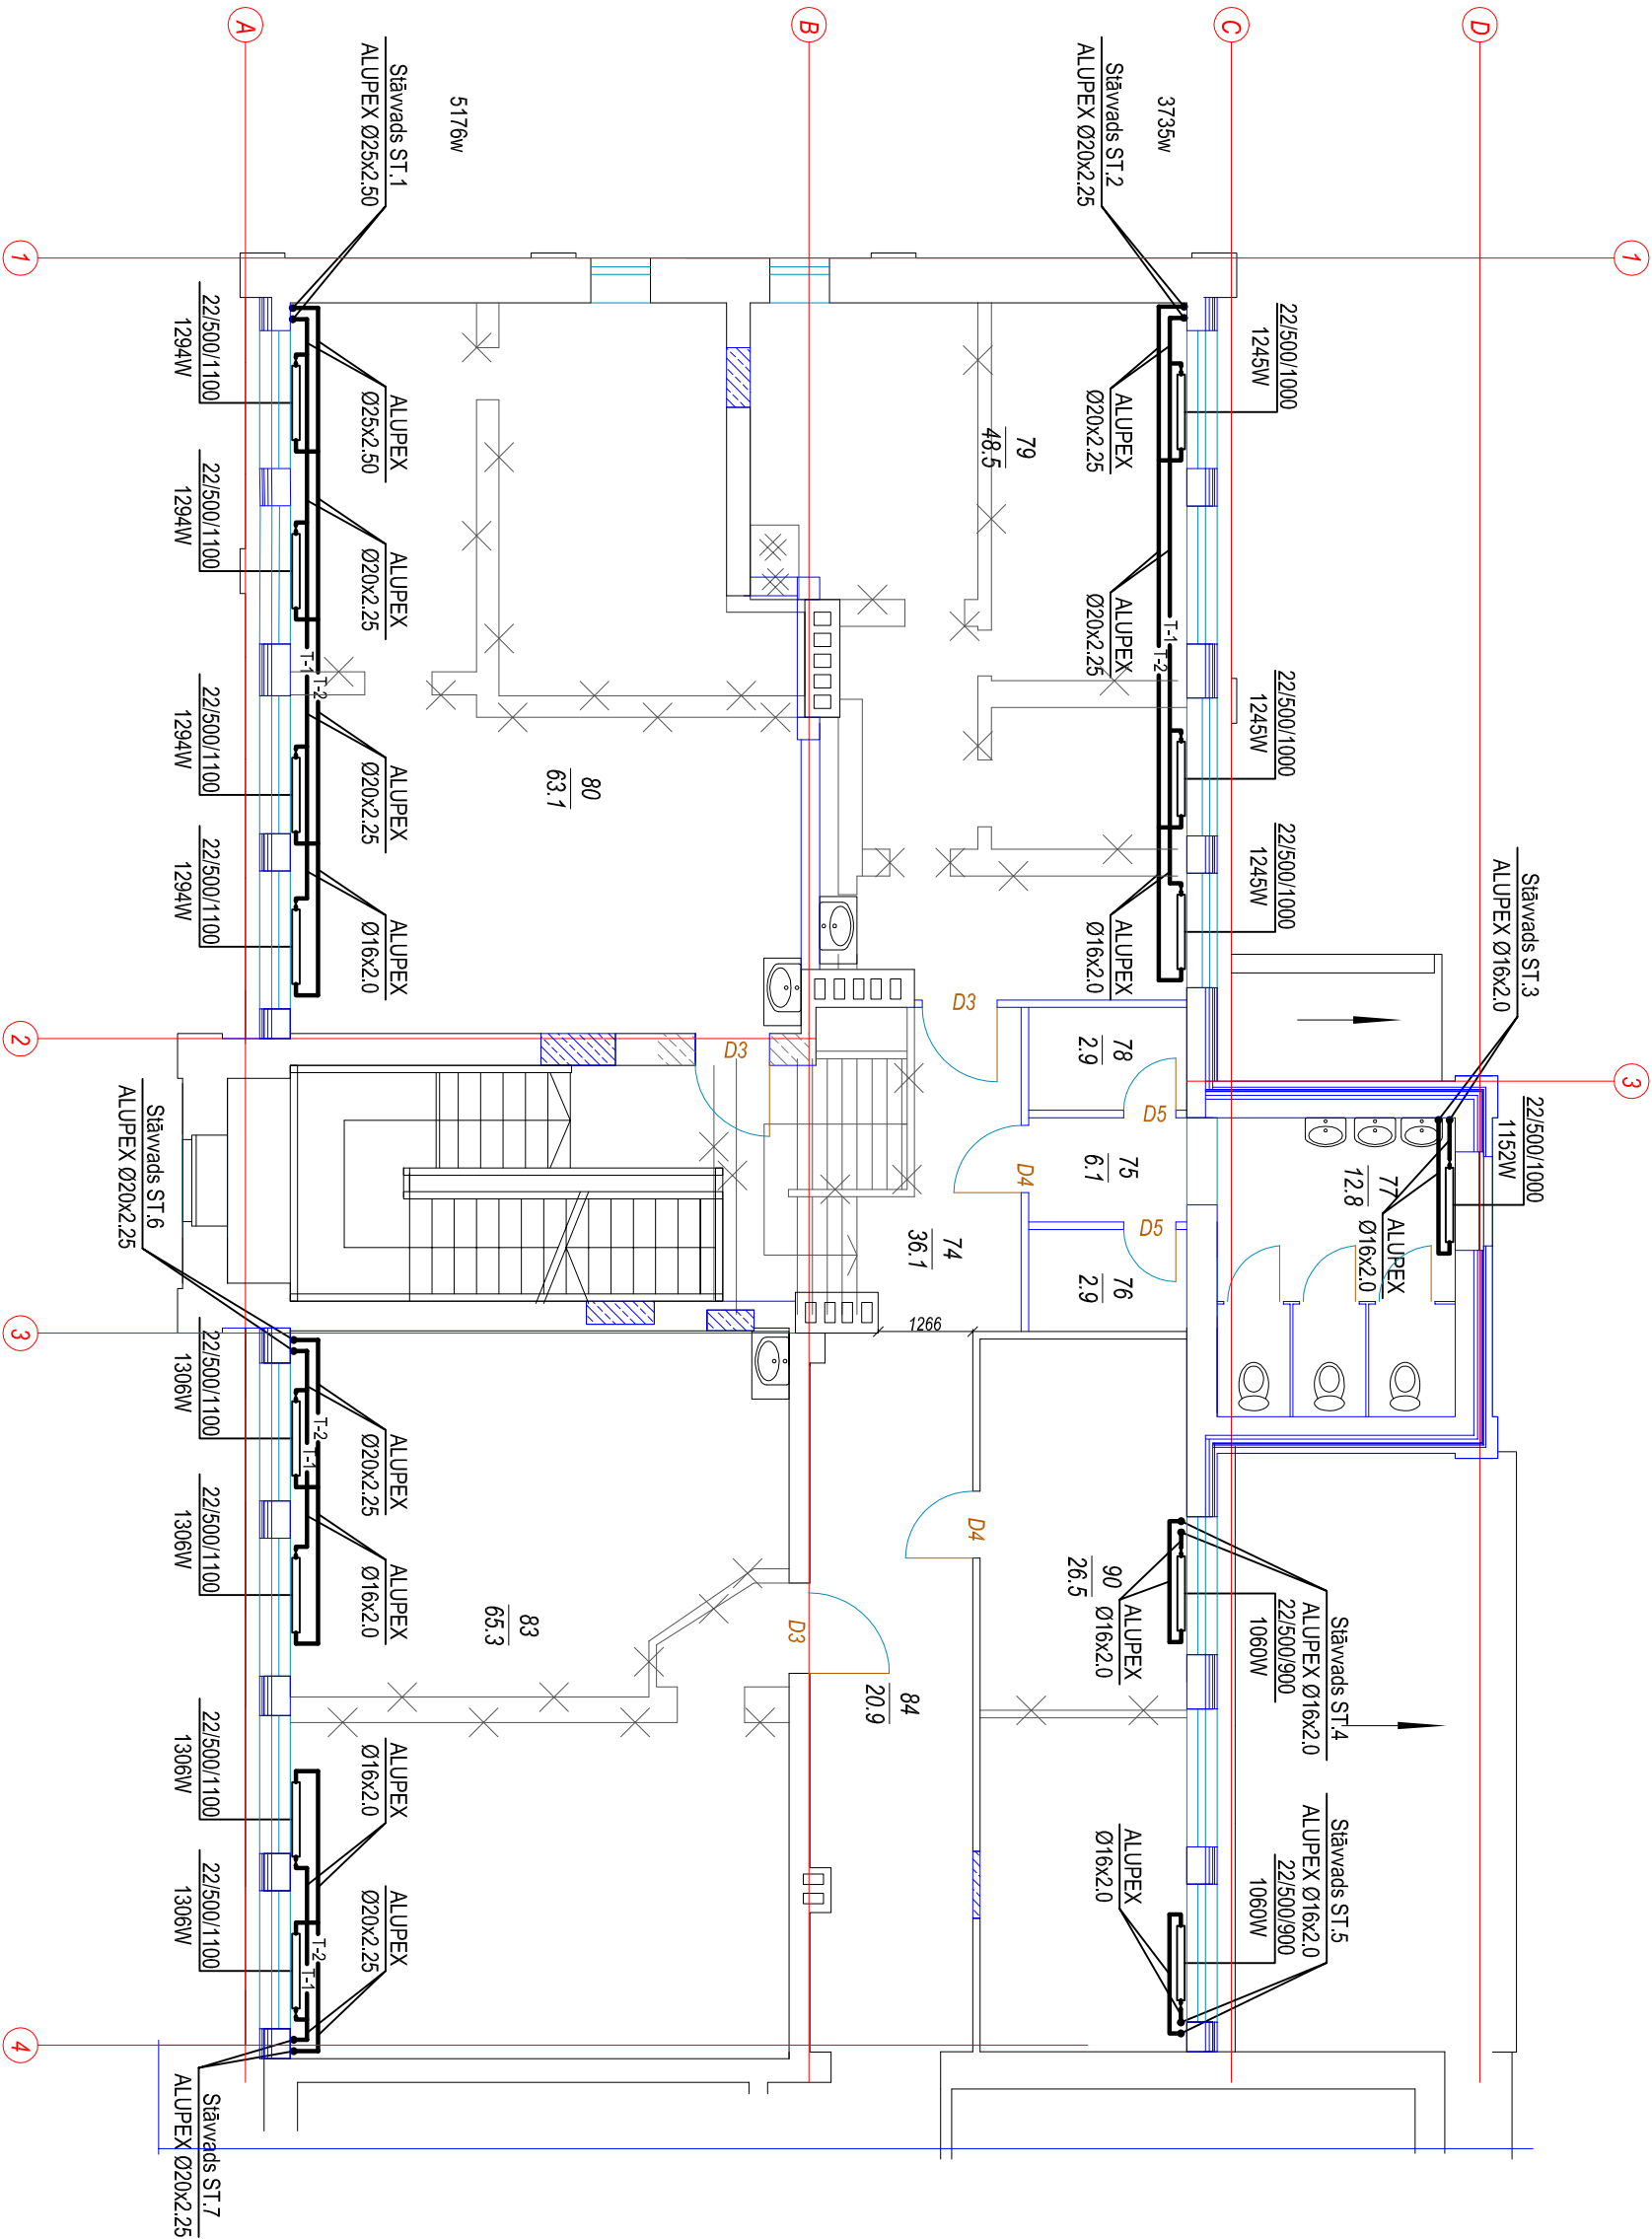 A
B
C
D
1
1
2
3
3
4
Stāvvads ST.1
ALUPEX Ø25x2.50
5176w
Stāvvads ST.2
ALUPEX Ø20x2.25
3735w
Stāvvads ST.3
ALUPEX Ø16x2.0
22/500/1000
1245W
22/500/1000
1245W
22/500/1000
1245W
22/500/1000
1152W
ALUPEX
Ø20x2.25
ALUPEX
Ø20x2.25
ALUPEX
Ø16x2.0
ALUPEX
Ø16x2.0
T-1
T-2
79
48.5
80
63.1
78
2.9
75
6.1
76
2.9
77
12.8
74
36.1
D3
D3
D5
D4
D5
1266
ALUPEX
Ø25x2.50
ALUPEX
Ø20x2.25
ALUPEX
Ø20x2.25
ALUPEX
Ø16x2.0
T-1
T-2
22/500/1100
1294W
22/500/1100
1294W
22/500/1100
1294W
22/500/1100
1294W
Stāvvads ST.6
ALUPEX Ø20x2.25
Stāvvads ST.4
ALUPEX Ø16x2.0
22/500/900
1060W
Stāvvads ST.5
ALUPEX Ø16x2.0
22/500/900
1060W
90
26.5
ALUPEX
Ø16x2.0
ALUPEX
Ø16x2.0
D4
D3
84
20.9
83
65.3
ALUPEX
Ø20x2.25
ALUPEX
Ø16x2.0
ALUPEX
Ø16x2.0
ALUPEX
Ø20x2.25
T-2
T-1
T-2
T-1
22/500/1100
1306W
22/500/1100
1306W
22/500/1100
1306W
22/500/1100
1306W
Stāvvads ST.7
ALUPEX Ø20x2.25